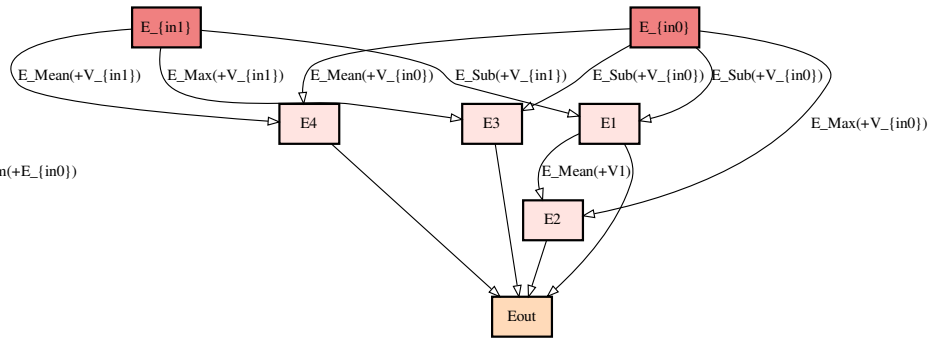 E_{in1}
E_{in0}
E_Mean(+V_{in1})
E_Max(+V_{in1})
E_Mean(+V_{in0})
E_Sub(+V_{in1})
E_Sub(+V_{in0})
E_Sub(+V_{in0})
E_Max(+V_{in0})
E4
E3
E1
(+E_{in0})
E_Mean(+V1)
E2
Eout